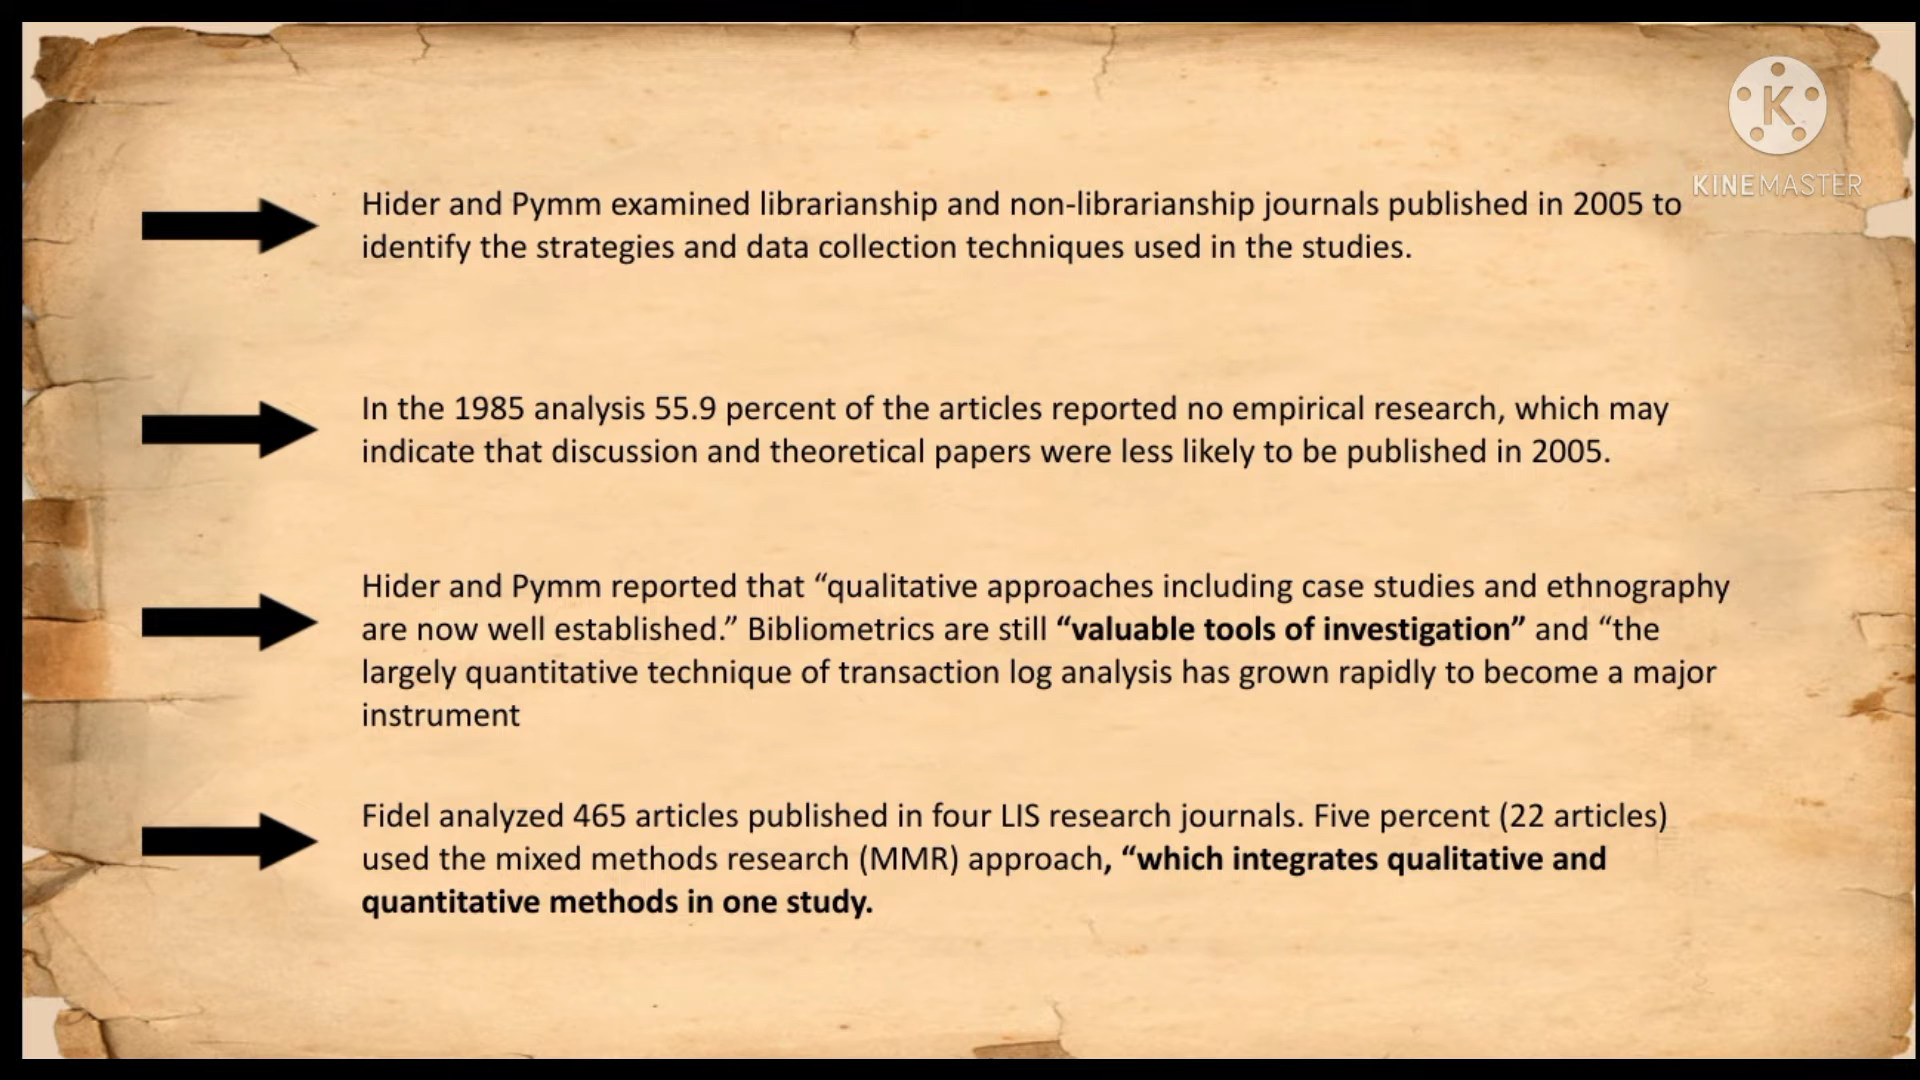 K
KINEMASTER
Hider and Pymm examined librarianship and non-librarianship journals published in 2005 to
identify the strategies and data collection techniques used in the studies.
In the 1985 analysis 55.9 percent of the articles reported no empirical research, which may
indicate that discussion and theoretical papers were less likely to be published in 2005.
Hider and Pymm reported that “qualitative approaches including case studies and ethnography
are now well established.” Bibliometrics are still “valuable tools of investigation” and “the
largely quantitative technique of transaction log analysis has grown rapidly to become a major
instrument
Fidel analyzed 465 articles published in four LIS research journals. Five percent (22 articles)
used the mixed methods research (MMR) approach, “which integrates qualitative and
quantitative methods in one study.